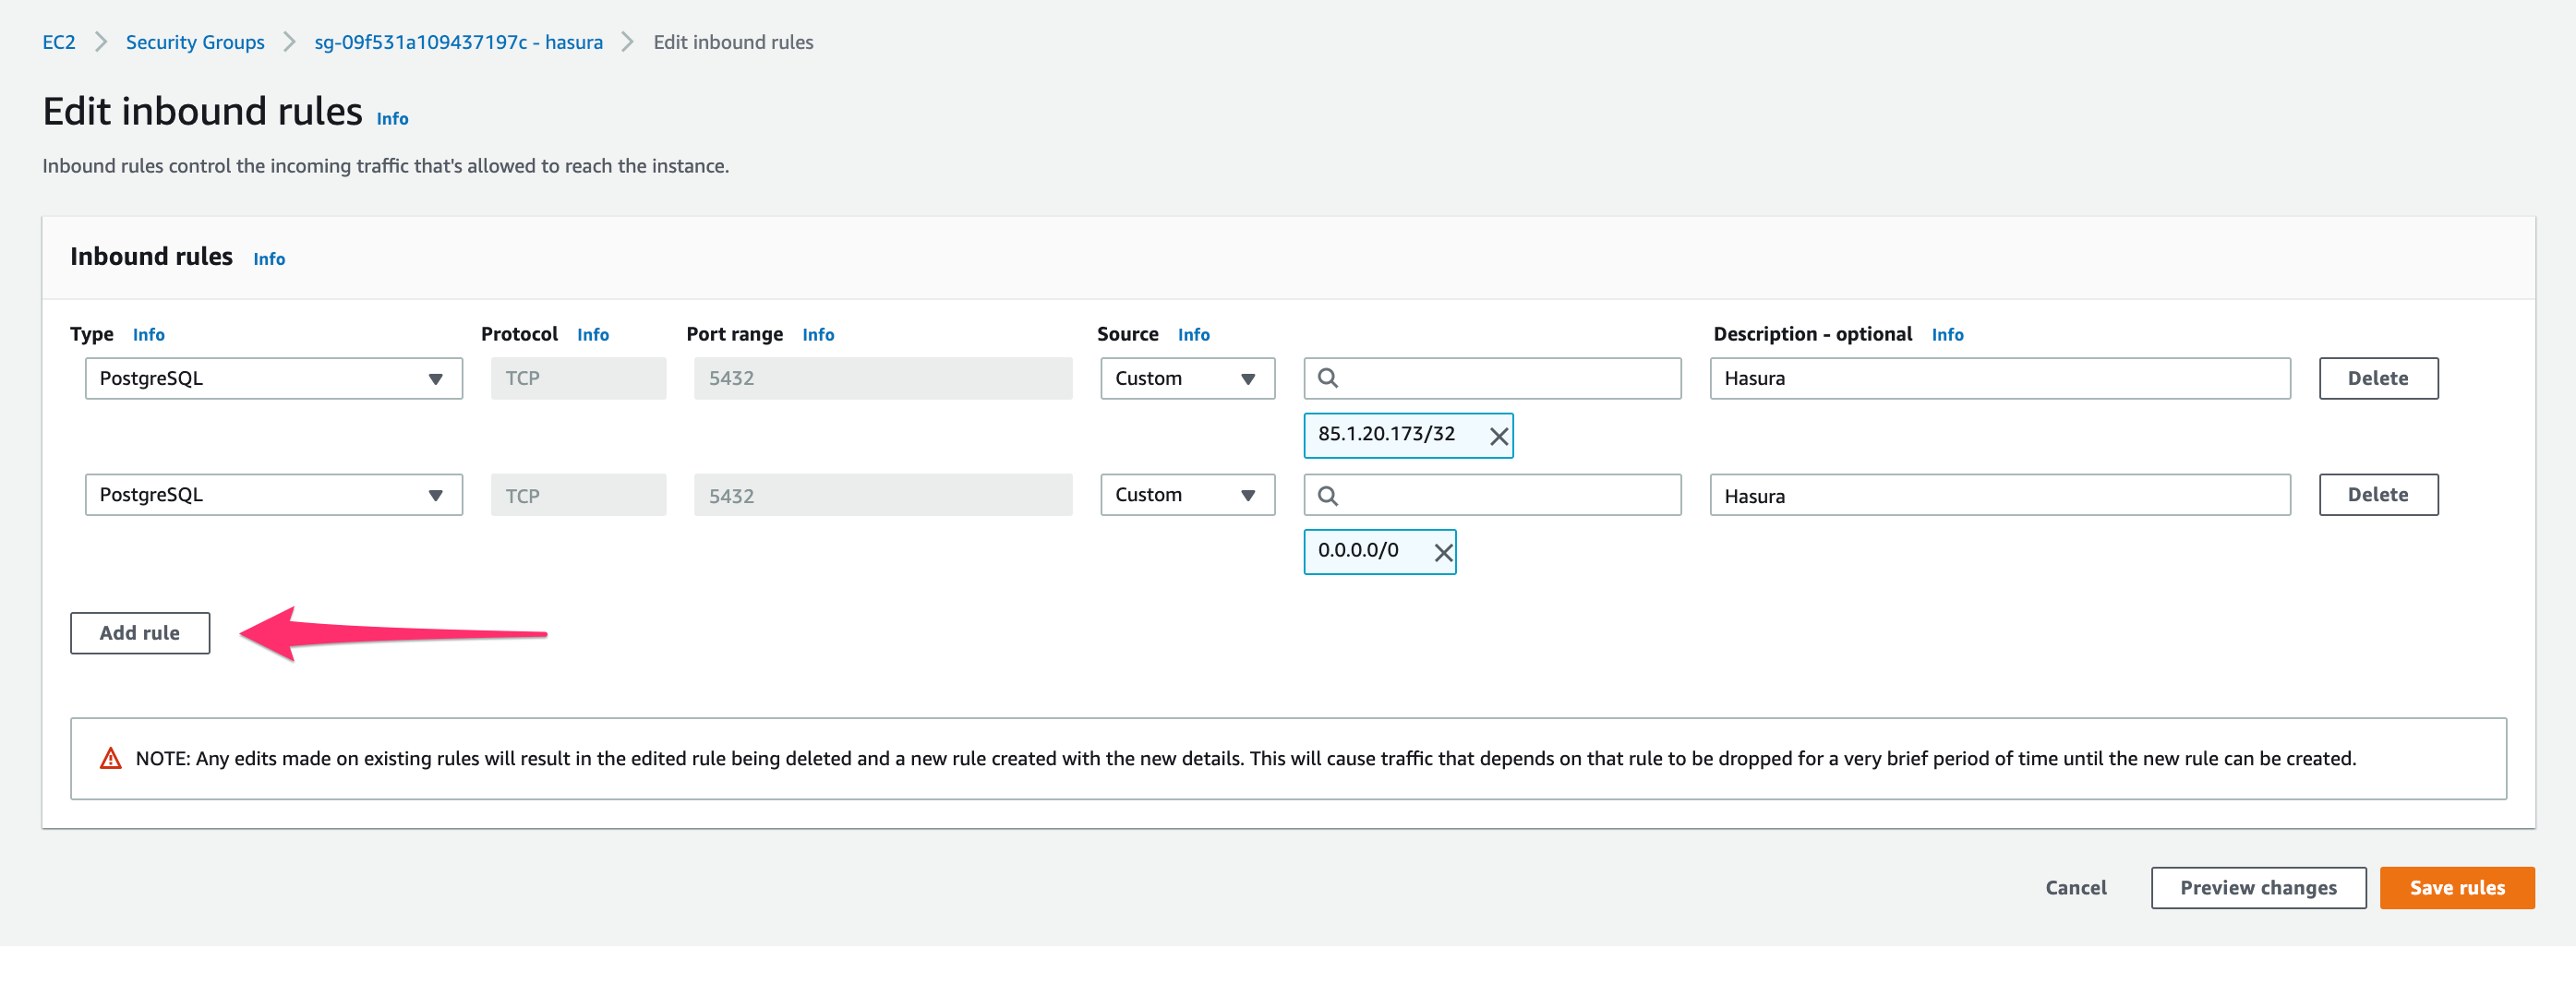 EC2 Security Groups sg-09f531a109437197c - hasura Edit inbound rules
Edit inbound rules Info
Inbound rules control the incoming traffic that's allowed to reach the instance.
Inbound rules Info
Type Info Protocol Info Port range Info Source Info Description - optional Info
PostgreSQL TCP 5432 Custom Hasura Delete
85.1.20.173/32
PostgreSQL TCP 5432 Custom Hasura Delete
0.0.0.0/0
Add rule
NOTE: Any edits made on existing rules will result in the edited rule being deleted and a new rule created with the new details. This will cause traffic that depends on that rule to be dropped for a very brief period of time until the new rule can be created.
Cancel Preview changes Save rules